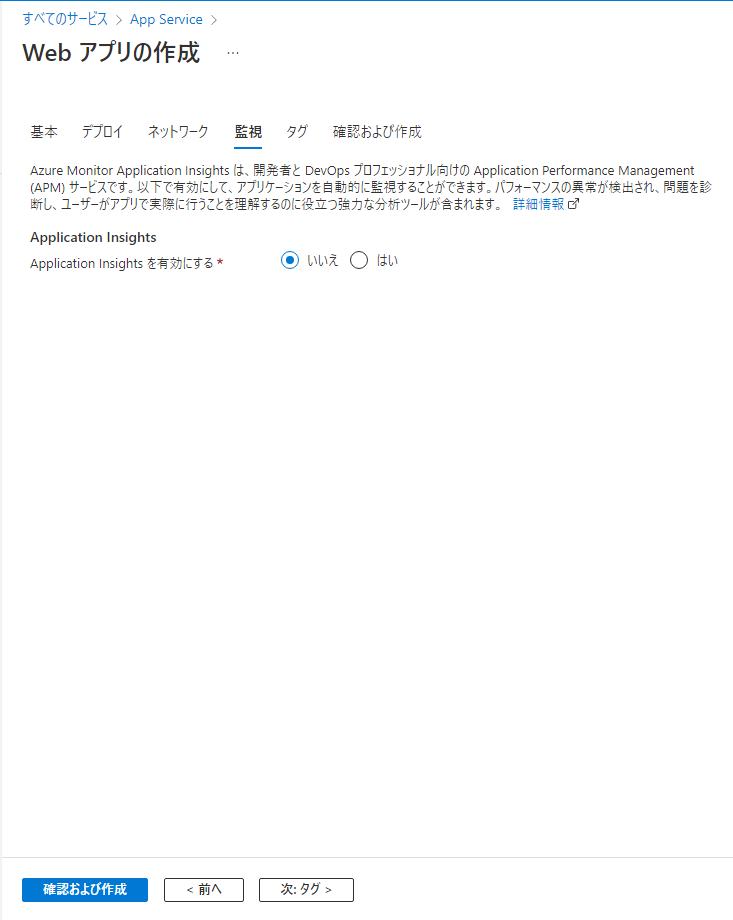 すべてのサービス > App Service >
Web アプリの作成 ...
基本 デプロイ ネットワーク 監視 タグ 確認および作成
Azure Monitor Application Insights は、開発者と DevOps プロフェッショナル向けの Application Performance Management
(APM) サービスです。以下で有効にして、アプリケーションを自動的に監視することができます。パフォーマンスの異常が検出され、問題を診
断し、ユーザーがアプリで実際に行うことを理解するのに役立つ強力な分析ツールが含まれます。 詳細情報
Application Insights
Application Insights を有効にする * いいえ はい
確認および作成 < 前へ 次: タグ >